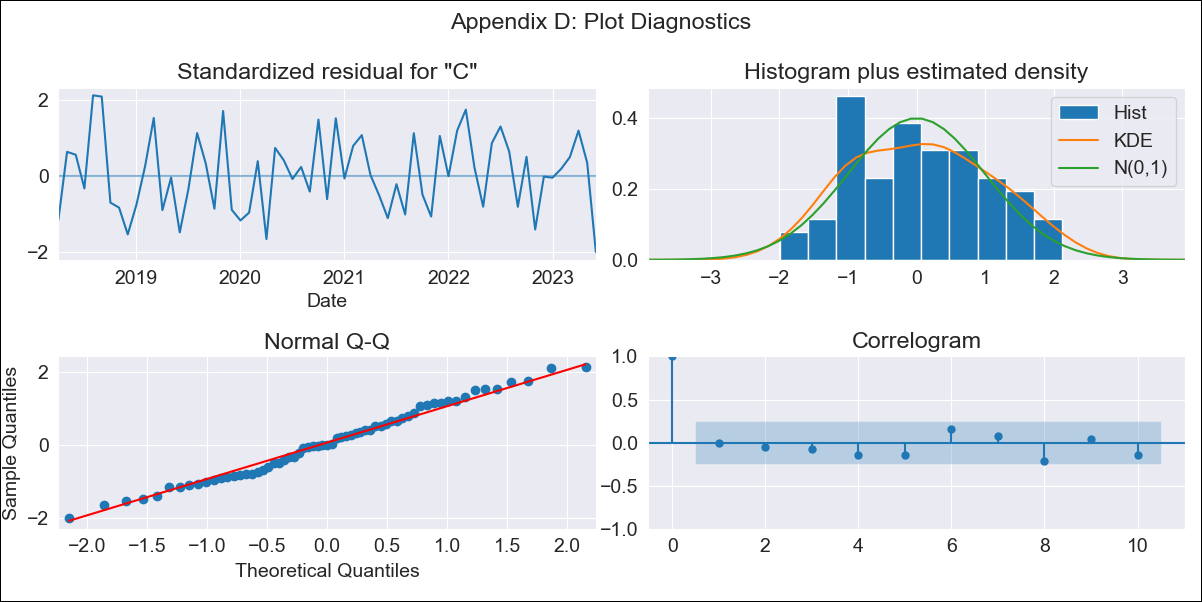 Appendix D: Plot Diagnostics
Standardized residual for "C"
2
0
−2
2019 2020 2021 2022 2023
Date
Histogram plus estimated density
0.4
0.2
0.0
−3 −2 −1 0 1 2 3
Hist
KDE
N(0,1)
Normal Q-Q
Sample Quantiles
2
0
−2
−2.0 −1.5 −1.0 −0.5 0.0 0.5 1.0 1.5 2.0
Theoretical Quantiles
Correlogram
1.0
0.5
0.0
−0.5
−1.0
0 2 4 6 8 10